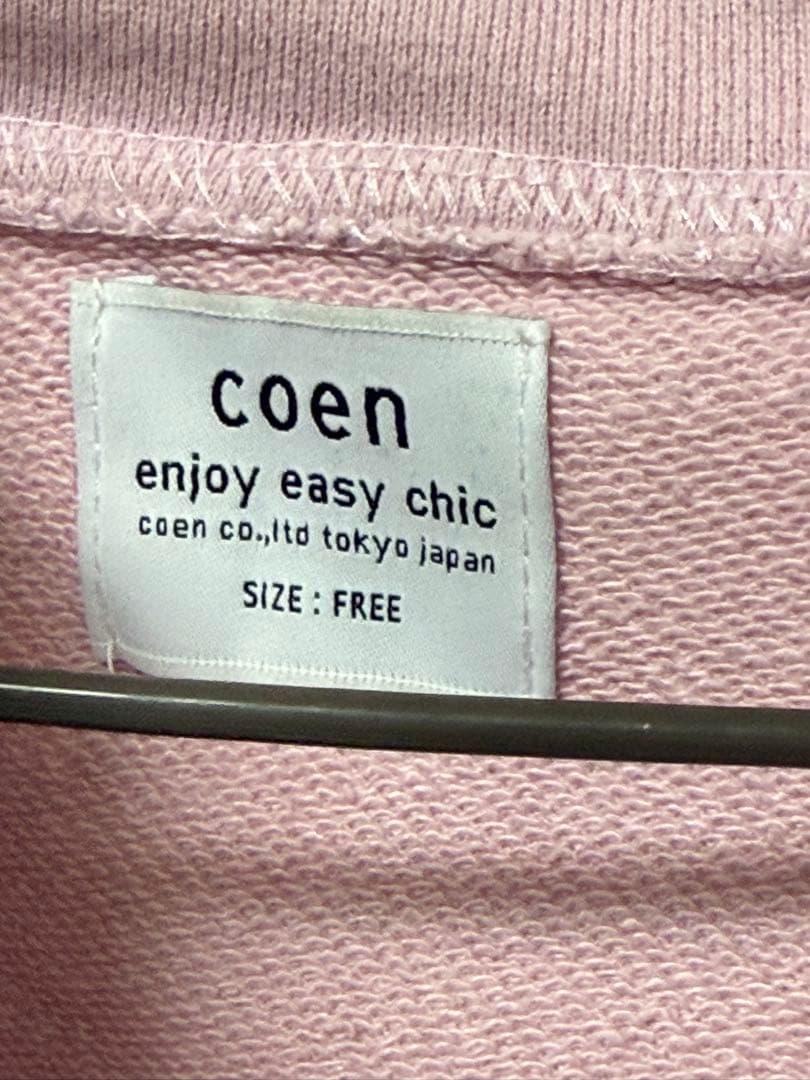 coen
enjoy easy chic
coen co.,ltd tokyo japan
SIZE : FREE